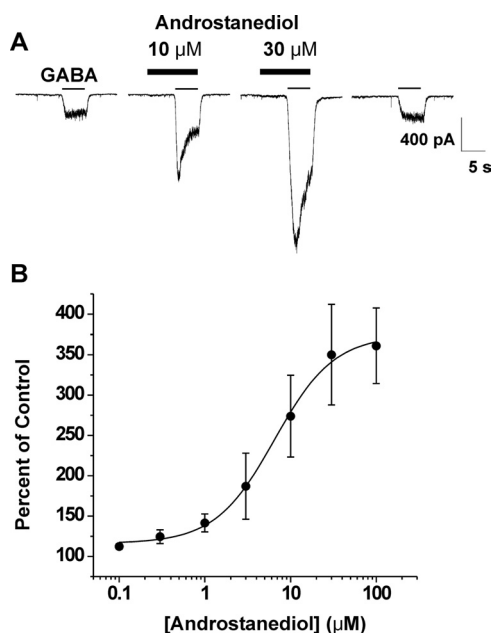 Androstanediol
A
10 µM 30 µM
GABA
400 pA
5 s
B
400
350
300
250
200
150
100
Percent of Control
0.1 1 10 100
[Androstanediol] (µM)